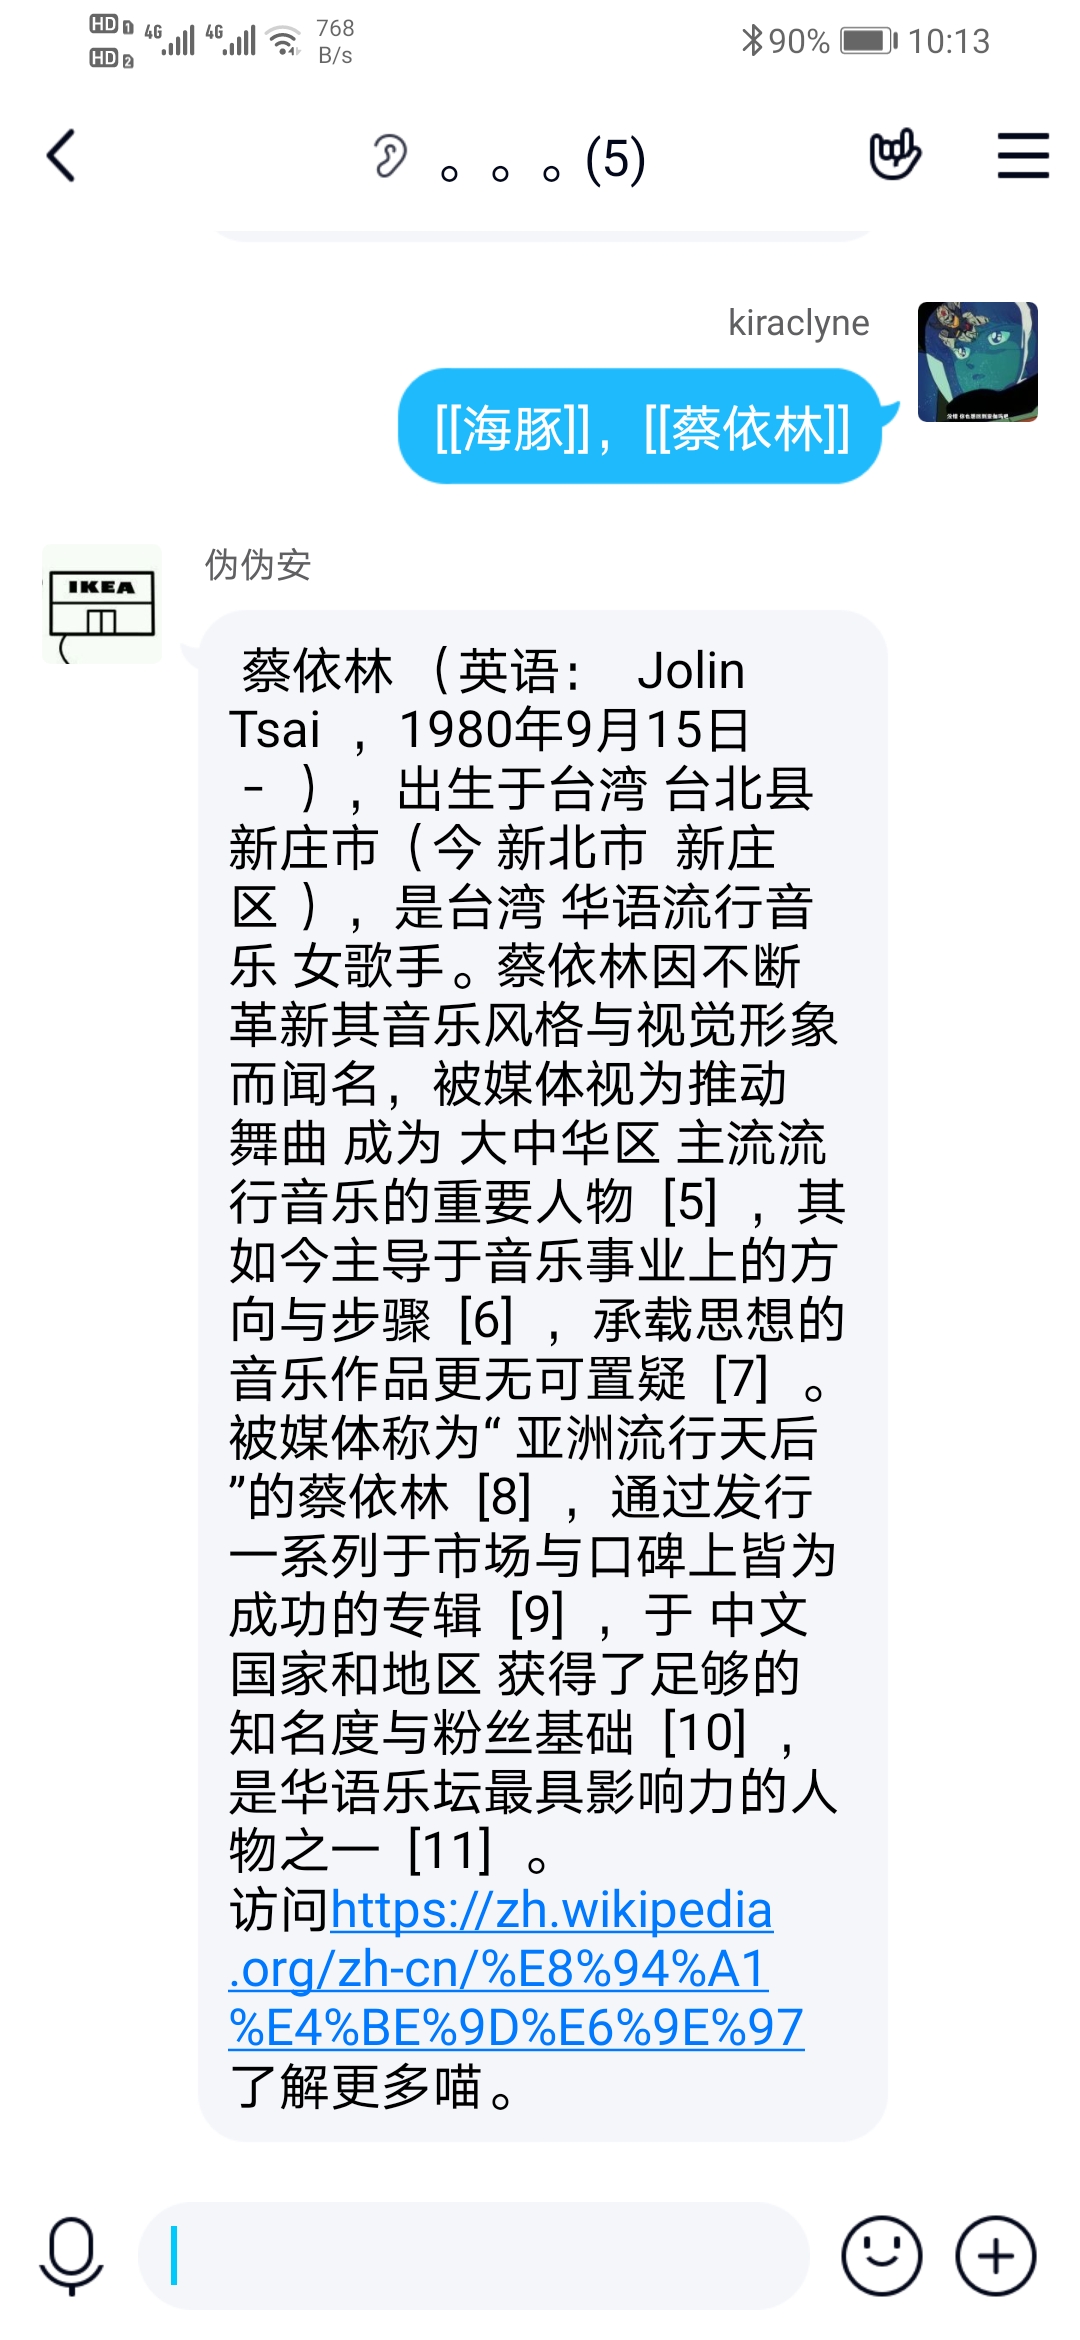 HD 1 4G 4G 768 B/s 90% 10:13
HD 2
。。。(5)
kiraclyne
[[海豚]]，[[蔡依林]]
伪伪安
IKEA
蔡依林 （英语： Jolin
Tsai ，1980年9月15日
- ），出生于台湾 台北县
新庄市（今 新北市 新庄
区 ），是台湾 华语流行音
乐 女歌手。蔡依林因不断
革新其音乐风格与视觉形象
而闻名，被媒体视为推动
舞曲 成为 大中华区 主流流
行音乐的重要人物 [5] ，其
如今主导于音乐事业上的方
向与步骤 [6] ，承载思想的
音乐作品更无可置疑 [7] 。
被媒体称为“ 亚洲流行天后
”的蔡依林 [8] ，通过发行
一系列于市场与口碑上皆为
成功的专辑 [9] ，于 中文
国家和地区 获得了足够的
知名度与粉丝基础 [10] ，
是华语乐坛最具影响力的人
物之一 [11] 。
访问https://zh.wikipedia
.org/zh-cn/%E8%94%A1
%E4%BE%9D%E6%9E%97
了解更多喵。